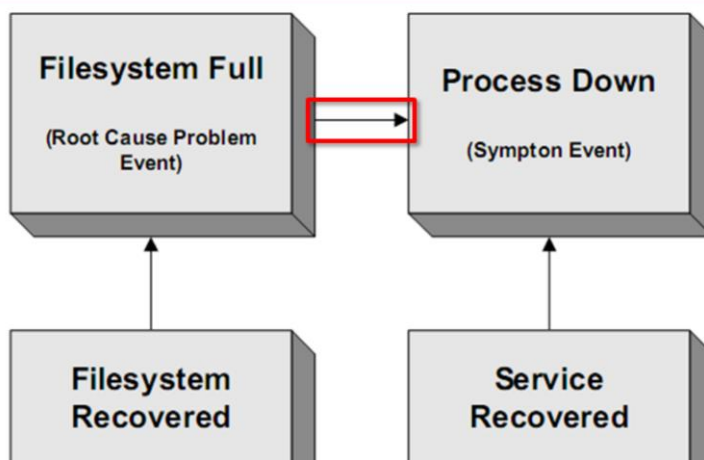 Filesystem Full
(Root Cause Problem
Event)
Process Down
(Sympton Event)
Filesystem
Recovered
Service
Recovered